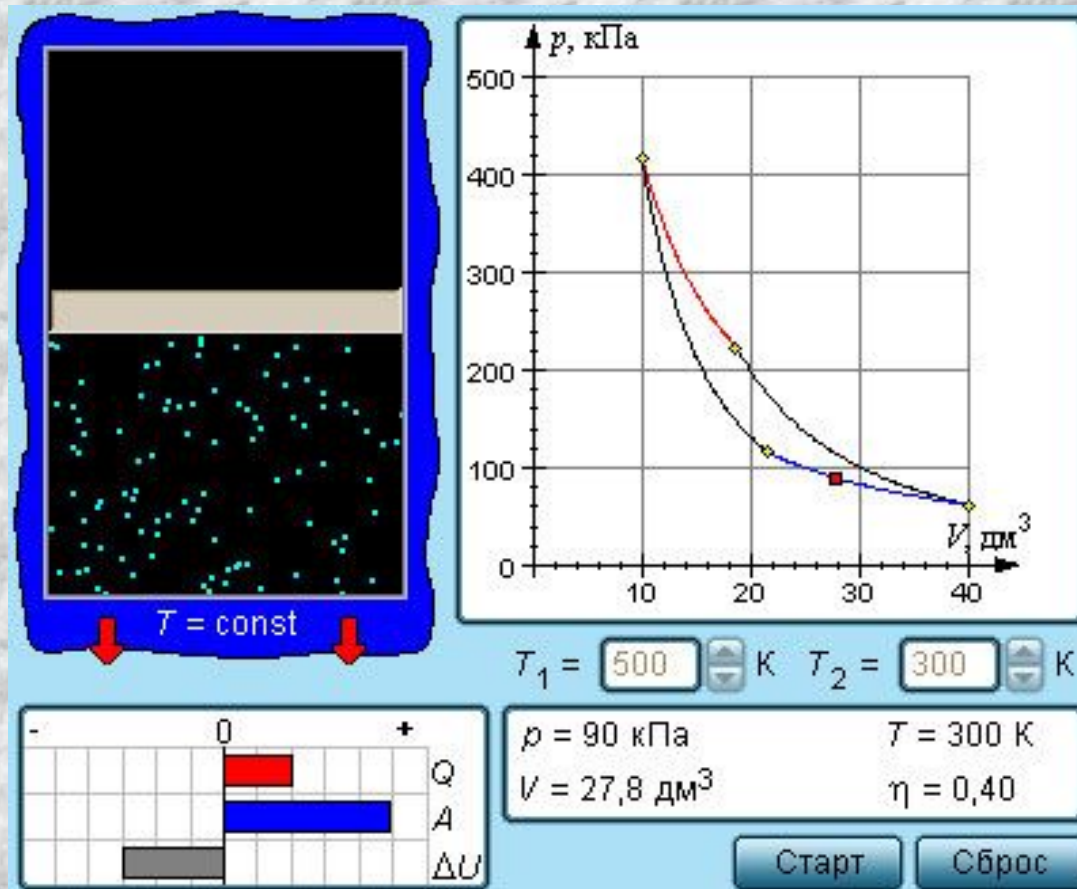 p, кПа
500
400
300
200
100
0
10 20 30 40
V, дм³
T = const
T₁ = 500 К T₂ = 300 К
- 0 +
Q
A
ΔU
p = 90 кПа T = 300 К
V = 27,8 дм³ η = 0,40
Старт Сброс